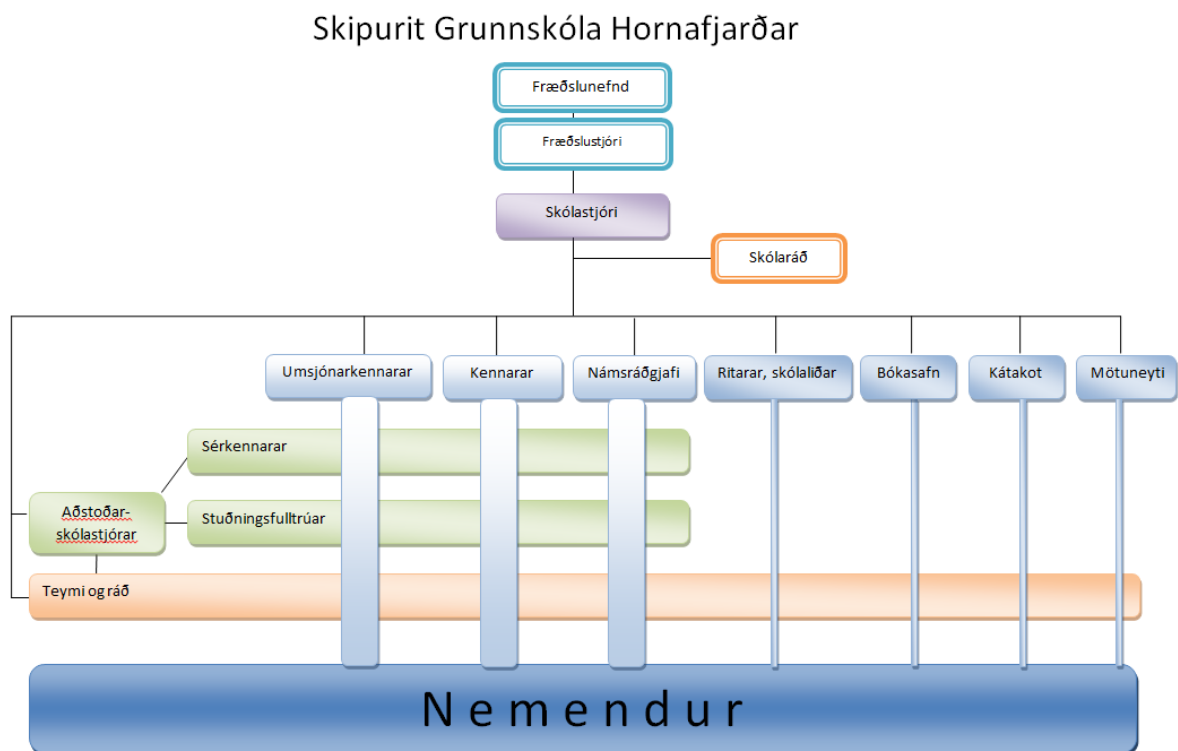 Skipurit Grunnskóla Hornafjarðar
Fræðslunefnd
Fræðslustjóri
Skólastjóri
Skólaráð
Umsjónarkennarar
Kennarar
Námsráðgjafi
Ritarar, skólaliðar
Bókasafn
Kátakot
Mötuneyti
Sérkennarar
Aðstoðar-
skólastjórar
Stuðningsfulltrúar
Teymi og ráð
Nemendur